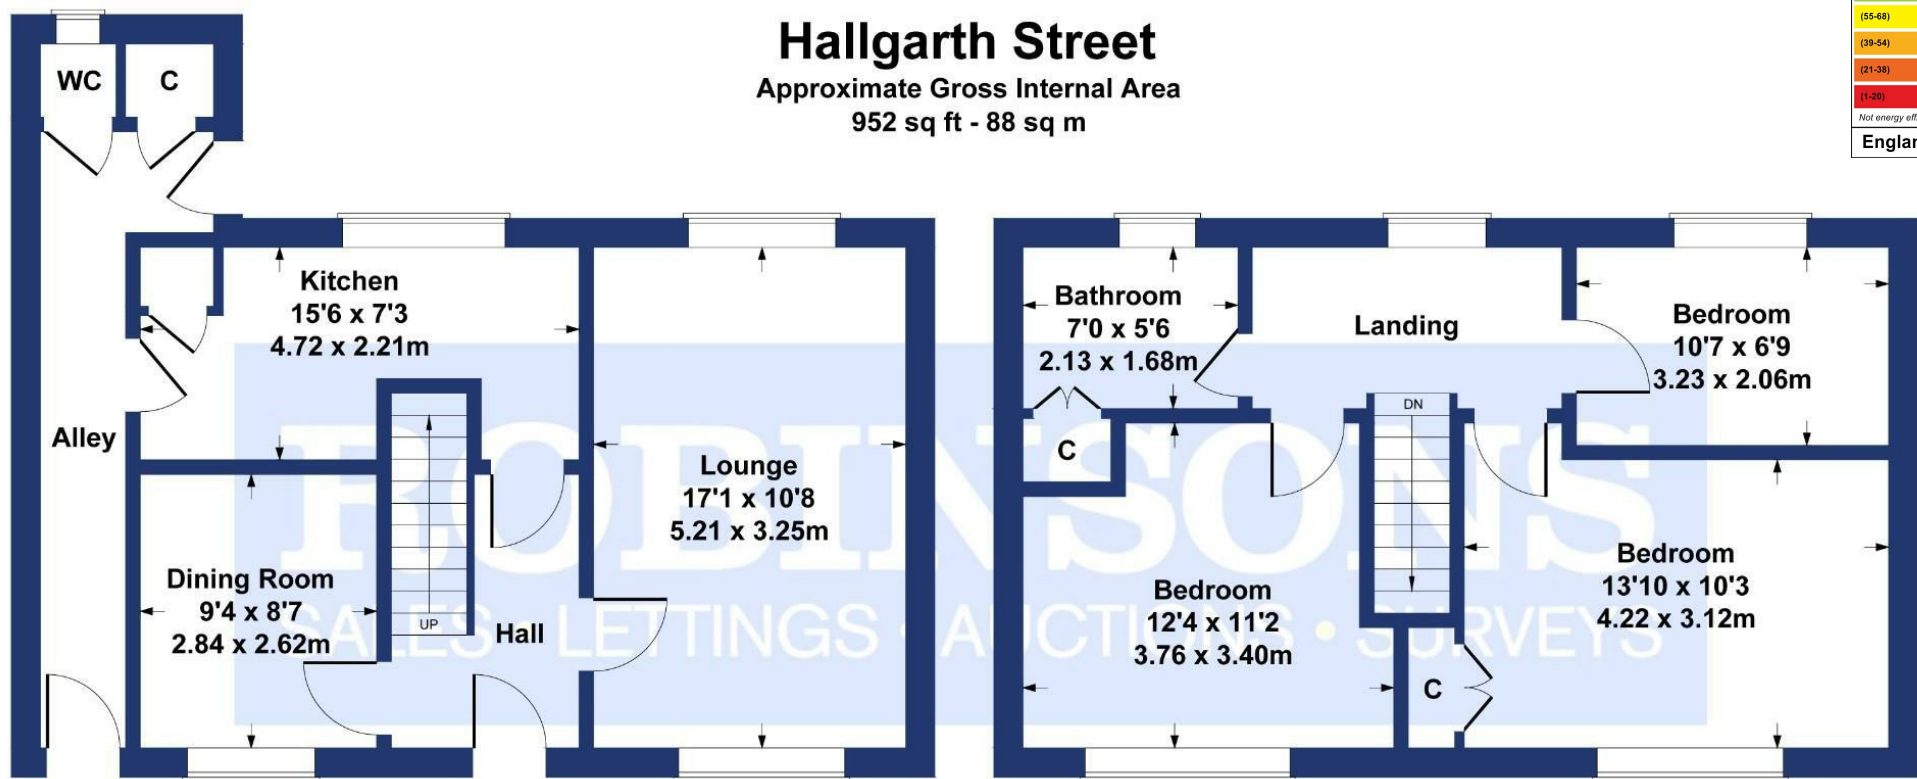 Hallgarth Street
Approximate Gross Internal Area
952 sq ft - 88 sq m
(55-68)
(39-54)
(21-38)
(1-20)
Not energy
WC
C
Kitchen
15'6 x 7'3
4.72 x 2.21m
Alley
Lounge
17'1 x 10'8
5.21 x 3.25m
Dining Room
9'4 x 8'7
2.84 x 2.62m
UP
Hall
Bathroom
7'0 x 5'6
2.13 x 1.68m
Landing
Bedroom
10'7 x 6'9
3.23 x 2.06m
DN
C
Bedroom
12'4 x 11'2
3.76 x 3.40m
Bedroom
13'10 x 10'3
4.22 x 3.12m
C
ROBINSONS
SALES • LETTINGS • AUCTIONS • SURVEYS